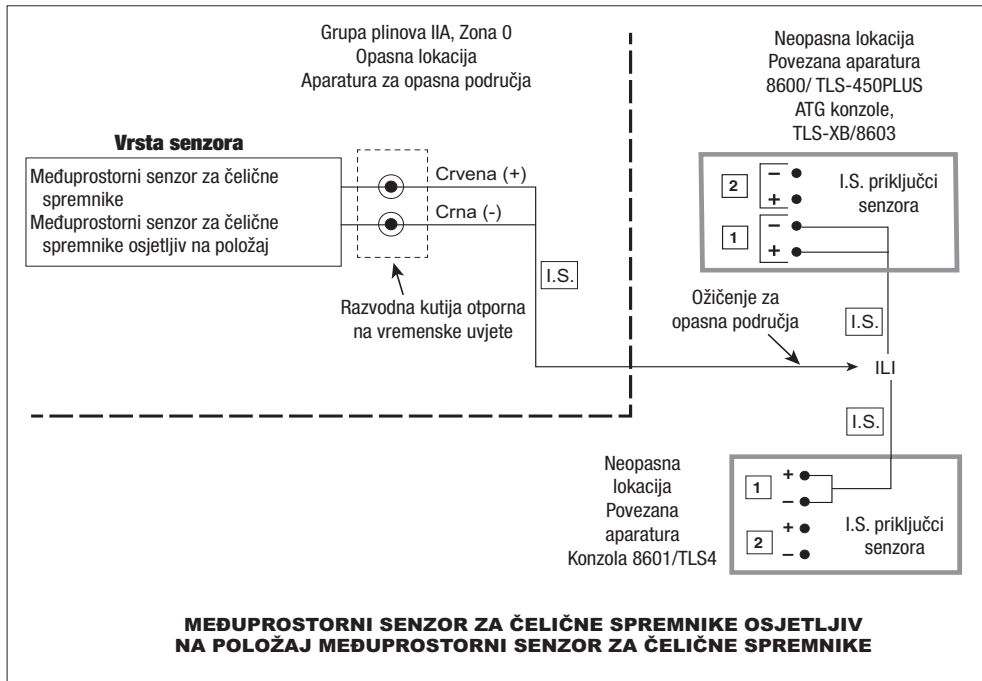 Grupa plinova IIA, Zona 0
Opasna lokacija
Aparatura za opasna područja
Neopasna lokacija
Povezana aparatura
8600/ TLS-450PLUS
ATG konzole,
TLS-XB/8603
Vrsta senzora
Međuprostorni senzor za čelične
spremnike
Međuprostorni senzor za čelične
spremnike osjetljiv na položaj
Crvena (+)
Crna (-)
I.S.
Razvodna kutija otporna
na vremenske uvjete
2
–
+
1
–
+
I.S. priključci
senzora
Ožičenje za
opasna područja
I.S.
ILI
I.S.
Neopasna
lokacija
Povezana
aparatura
Konzola 8601/TLS4
1
+
–
2
+
–
I.S. priključci
senzora
MEĐUPROSTORNI SENZOR ZA ČELIČNE SPREMNIKE OSJETLJIV
NA POLOŽAJ MEĐUPROSTORNI SENZOR ZA ČELIČNE SPREMNIKE